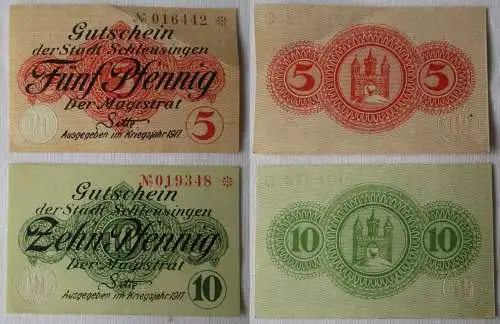 № 016442 ✻
Gutschein
der Stadt Schleusingen
Fünf Pfennig
Der Magistrat
Ausgegeben im Kriegsjahr 1917.
5
5 5
№ 019348 ✻
Gutschein
der Stadt Schleusingen
Zehn Pfennig
Der Magistrat
Ausgegeben im Kriegsjahr 1917.
10
10 10